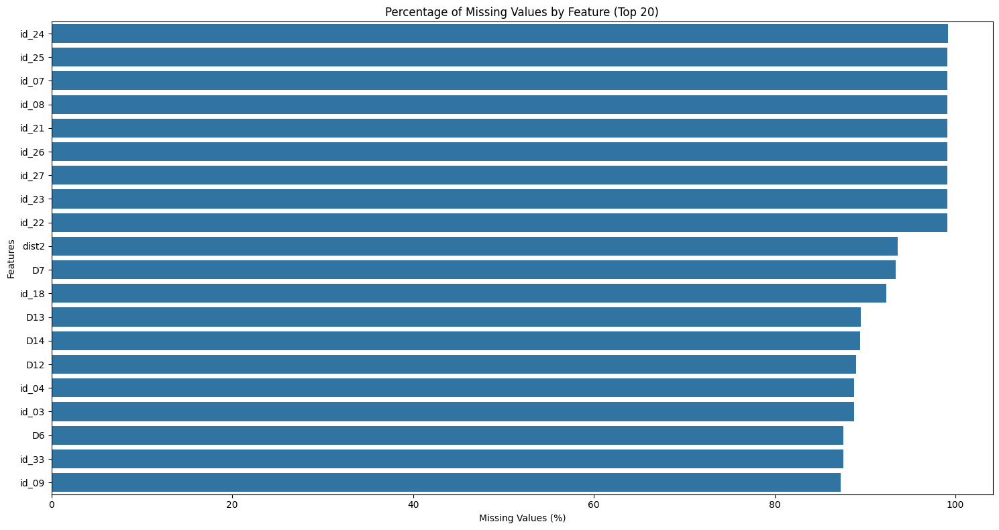 Percentage of Missing Values by Feature (Top 20)
Features
id_24
id_25
id_07
id_08
id_21
id_26
id_27
id_23
id_22
dist2
D7
id_18
D13
D14
D12
id_04
id_03
D6
id_33
id_09
0 20 40 60 80 100
Missing Values (%)